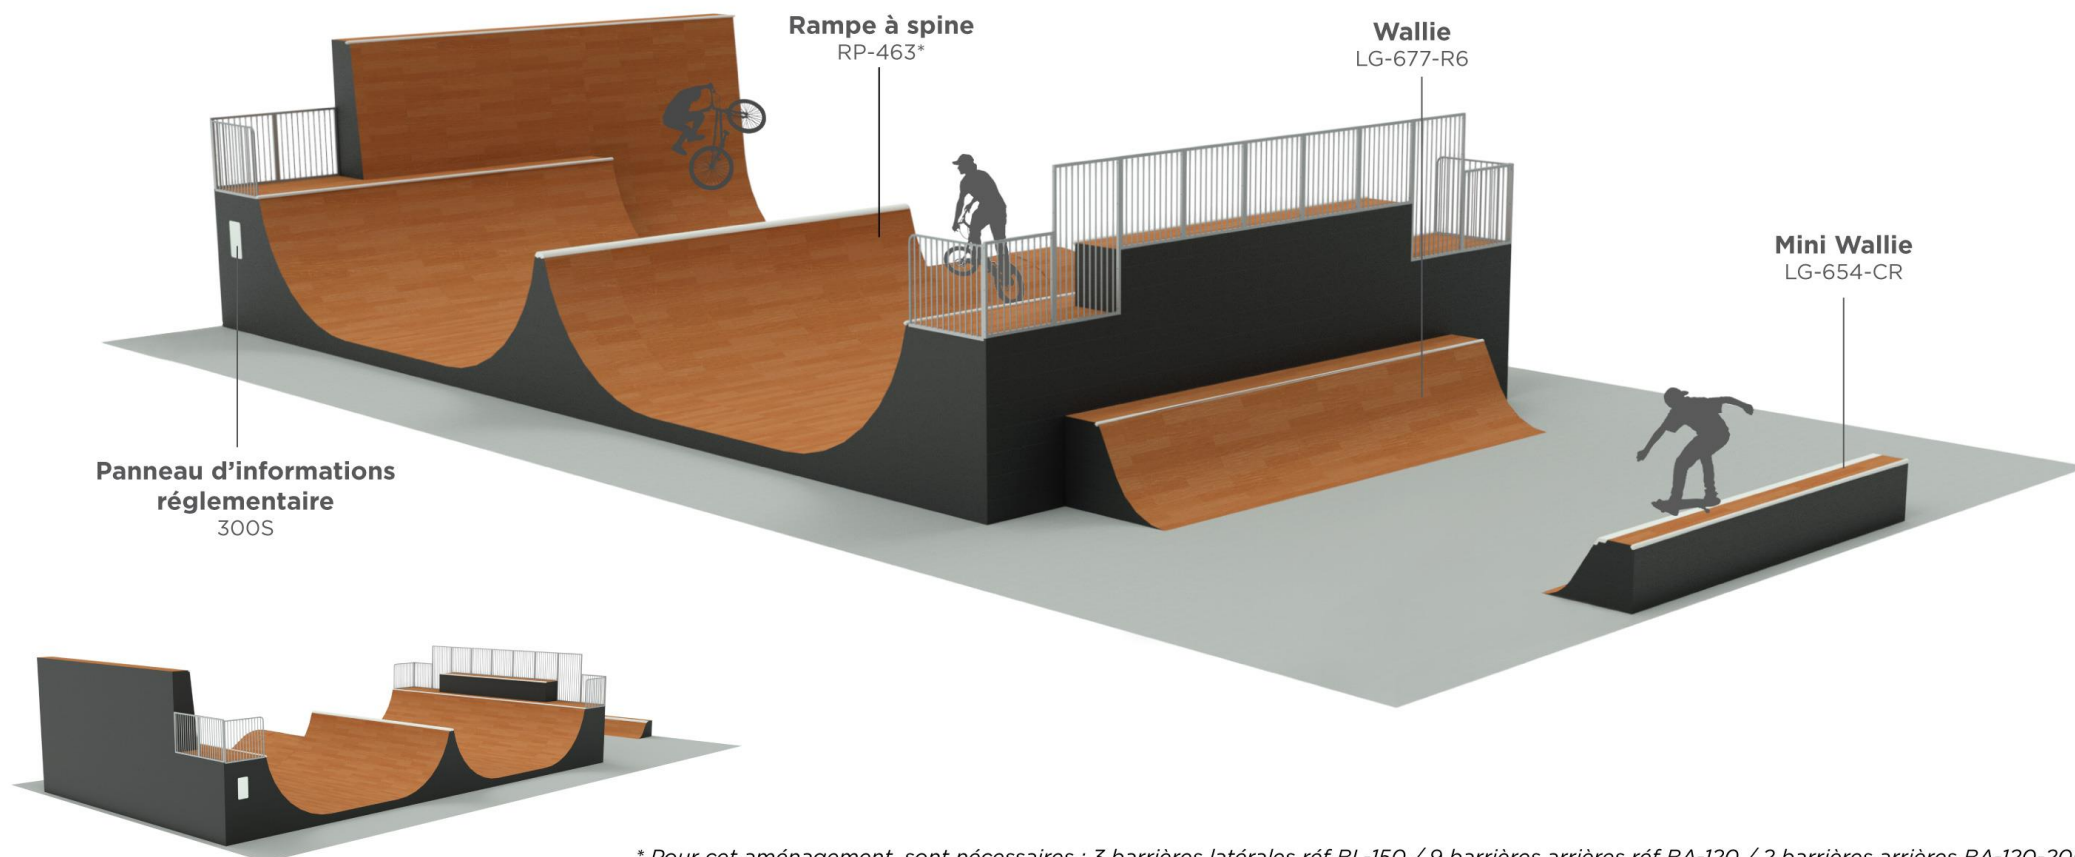 Rampe à spine
RP-463*
Wallie
LG-677-R6
Mini Wallie
LG-654-CR
Panneau d'informations
réglementaire
300S
* Pour cet aménagement, sont nécessaires : 3 barrières latérales réf BL-150 / 9 barrières arrières réf BA-120 / 2 barrières arrières BA-120-20